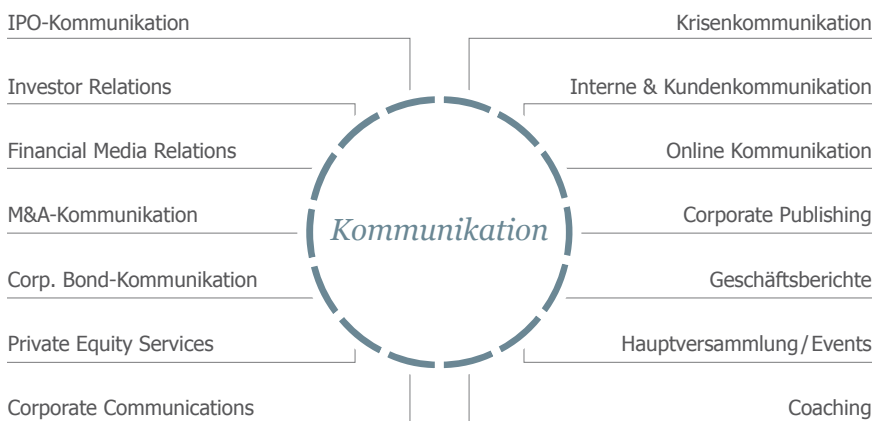 IPO-Kommunikation
Investor Relations
Financial Media Relations
M&A-Kommunikation
Corp. Bond-Kommunikation
Private Equity Services
Corporate Communications
Kommunikation
Krisenkommunikation
Interne & Kundenkommunikation
Online Kommunikation
Corporate Publishing
Geschäftsberichte
Hauptversammlung/Events
Coaching